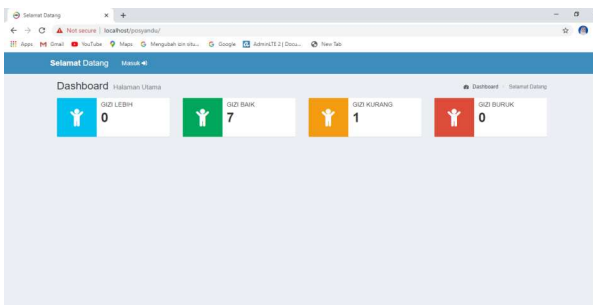 Selamat Datang
Not secure | localhost/posyandu/
Apps Gmail YouTube Maps Mengubah isin situ... Google AdminLTE 2 | Docu... New Tab
Selamat Datang Masuk
Dashboard Halaman Utama
Dashboard Selamat Datang
GIZI LEBIH
0
GIZI BAIK
7
GIZI KURANG
1
GIZI BURUK
0